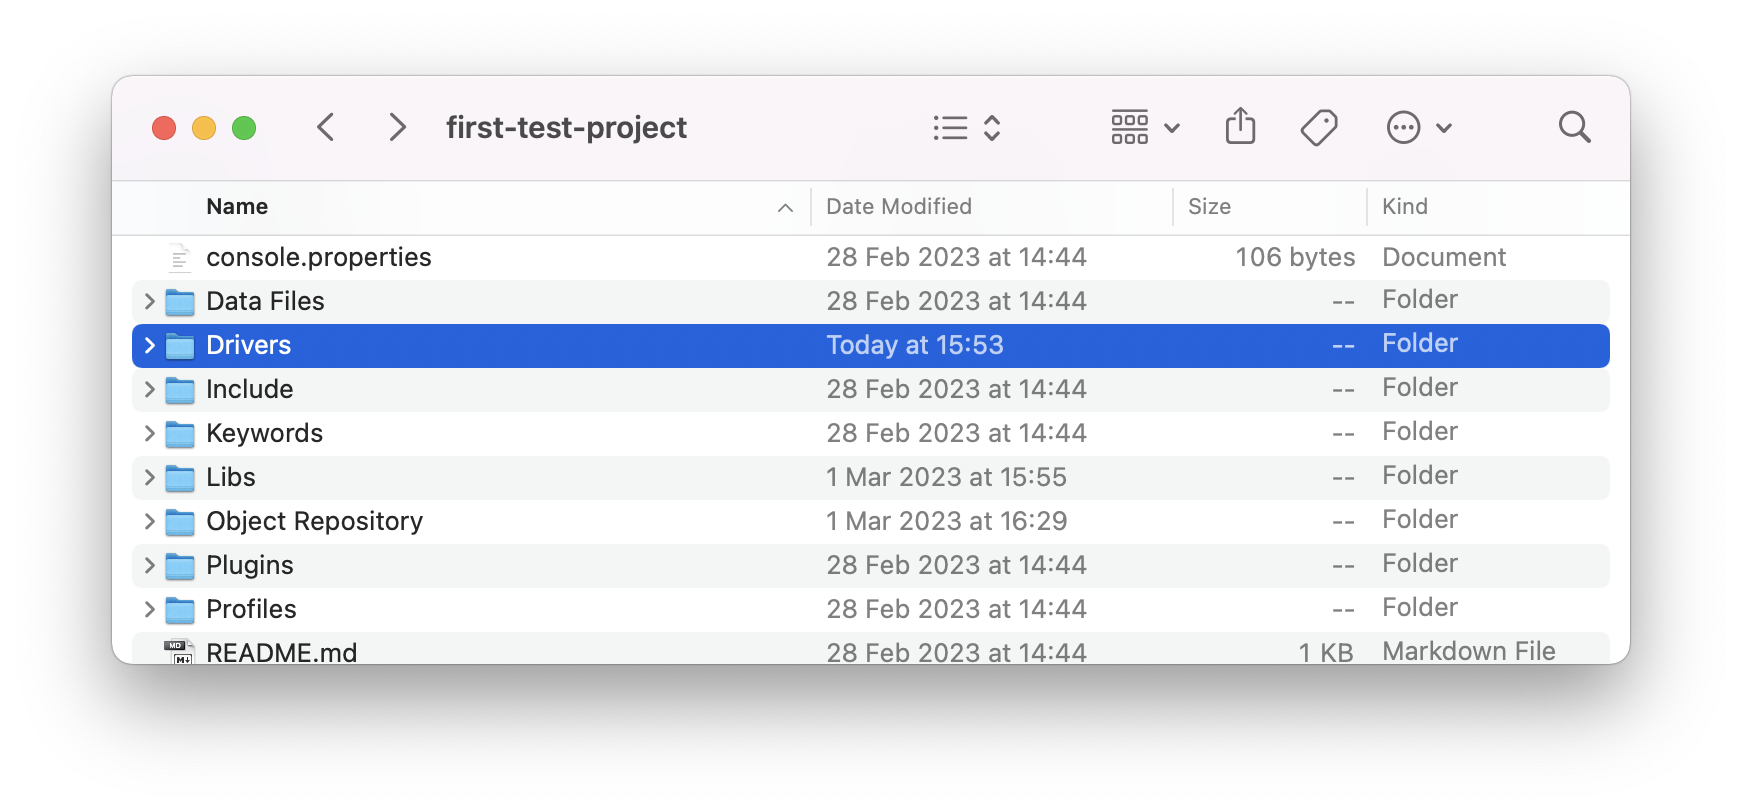 first-test-project
Name Date Modified Size Kind
console.properties 28 Feb 2023 at 14:44 106 bytes Document
Data Files 28 Feb 2023 at 14:44 -- Folder
Drivers Today at 15:53 -- Folder
Include 28 Feb 2023 at 14:44 -- Folder
Keywords 28 Feb 2023 at 14:44 -- Folder
Libs 1 Mar 2023 at 15:55 -- Folder
Object Repository 1 Mar 2023 at 16:29 -- Folder
Plugins 28 Feb 2023 at 14:44 -- Folder
Profiles 28 Feb 2023 at 14:44 -- Folder
MD
README.md 28 Feb 2023 at 14:44 1 KB Markdown File